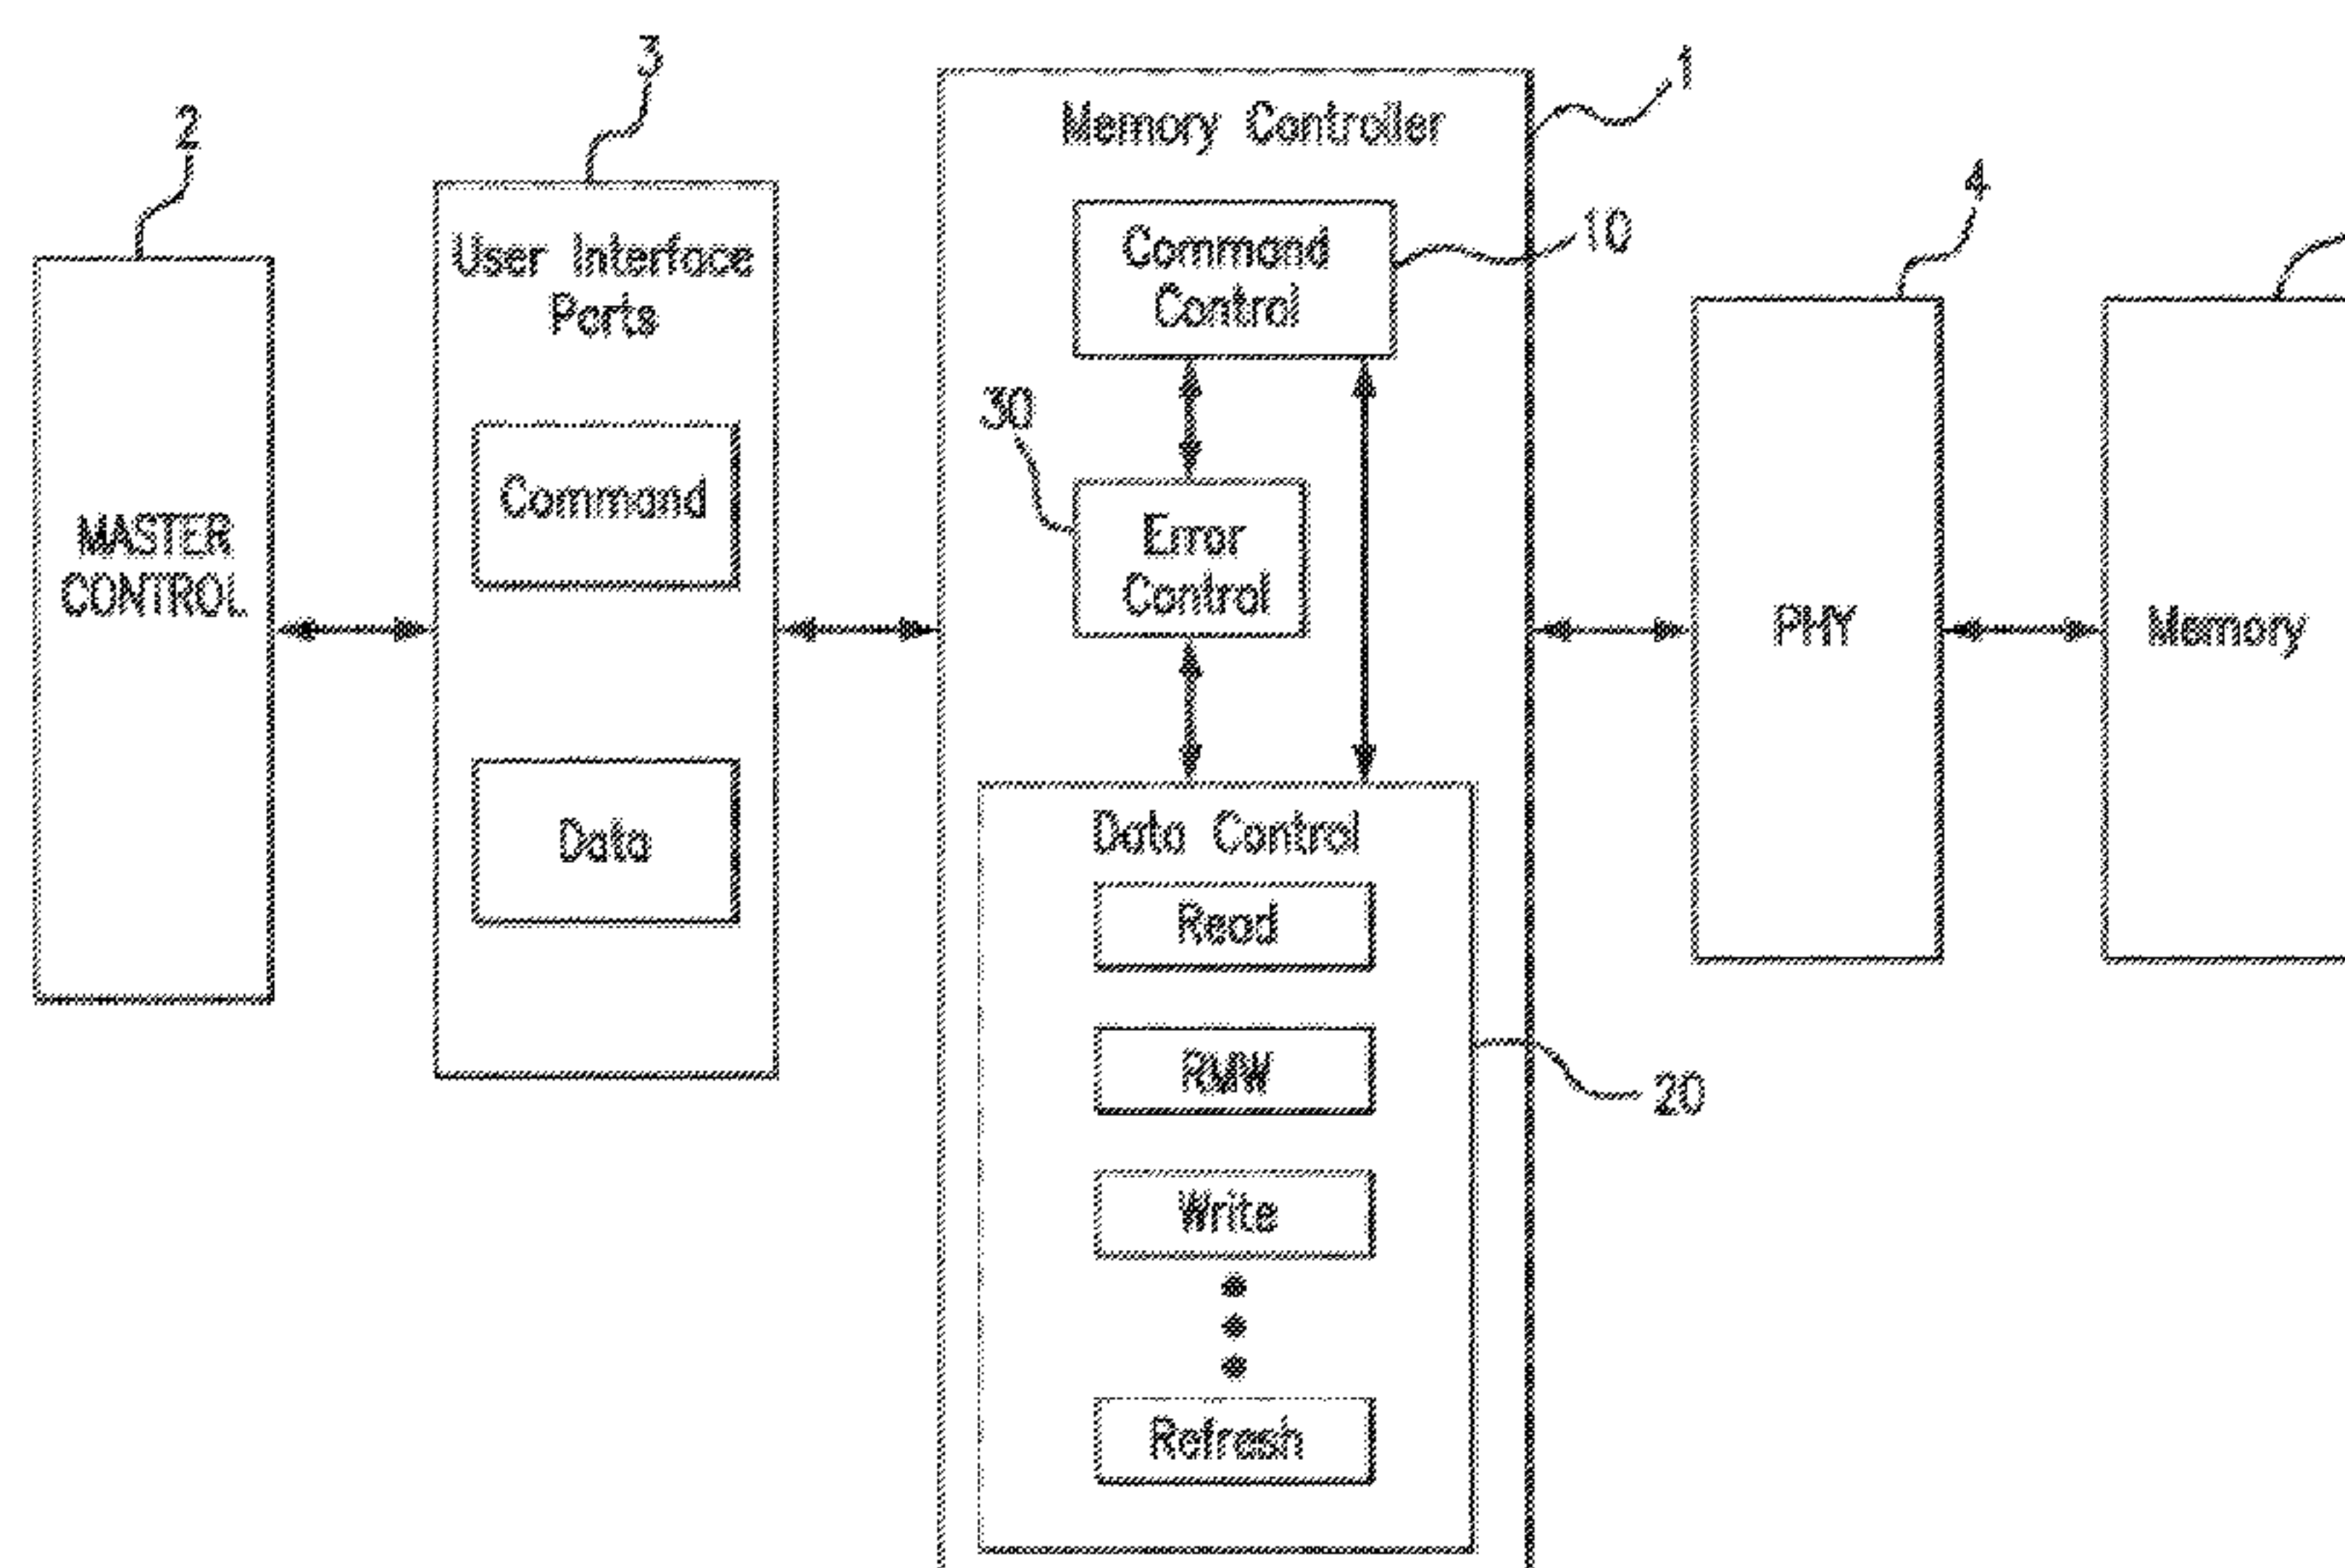 2
3
1
Memory Controller
4
10
Command
Control
User Interface
Ports
30
Command
MASTER
CONTROL
Error
Control
PHY
Memory
Data
Data Control
Read
RMW
20
Write
Refresh